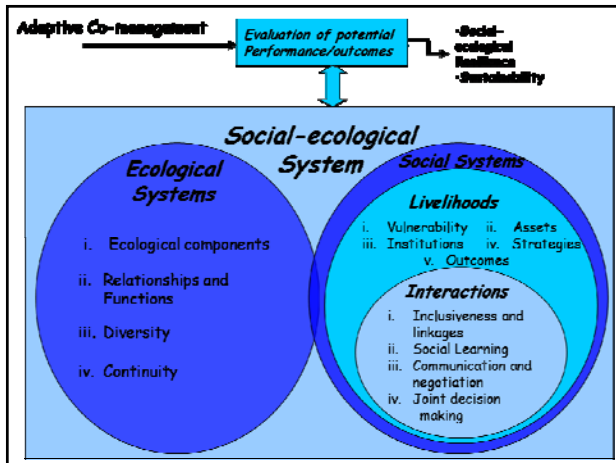 Adaptive Co-management
Evaluation of potential
Performance/outcomes
•Social-
ecological
Resilience
•Sustainability
Social-ecological
System
Ecological
Systems
i. Ecological components
ii. Relationships and
Functions
iii. Diversity
iv. Continuity
Social Systems
Livelihoods
i. Vulnerability ii. Assets
iii. Institutions iv. Strategies
v. Outcomes
Interactions
i. Inclusiveness and
linkages
ii. Social Learning
iii. Communication and
negotiation
iv. Joint decision
making